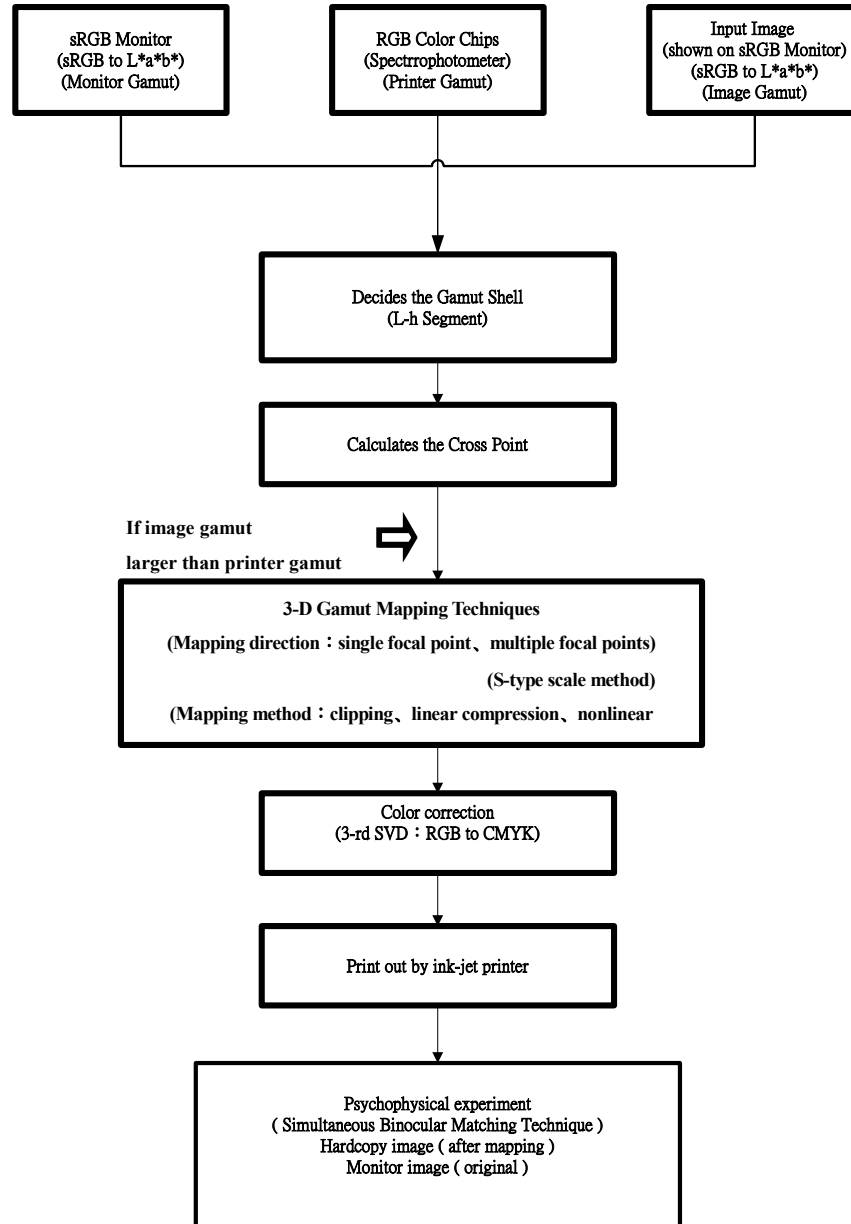 sRGB Monitor
(sRGB to L*a*b*)
(Monitor Gamut)
RGB Color Chips
(Spectrrophotometer)
(Printer Gamut)
Input Image
(shown on sRGB Monitor)
(sRGB to L*a*b*)
(Image Gamut)
Decides the Gamut Shell
(L-h Segment)
Calculates the Cross Point
If image gamut
larger than printer gamut
3-D Gamut Mapping Techniques
(Mapping direction：single focal point、multiple focal points)
(S-type scale method)
(Mapping method：clipping、linear compression、nonlinear
Color correction
(3-rd SVD：RGB to CMYK)
Print out by ink-jet printer
Psychophysical experiment
( Simultaneous Binocular Matching Technique )
Hardcopy image ( after mapping )
Monitor image ( original )